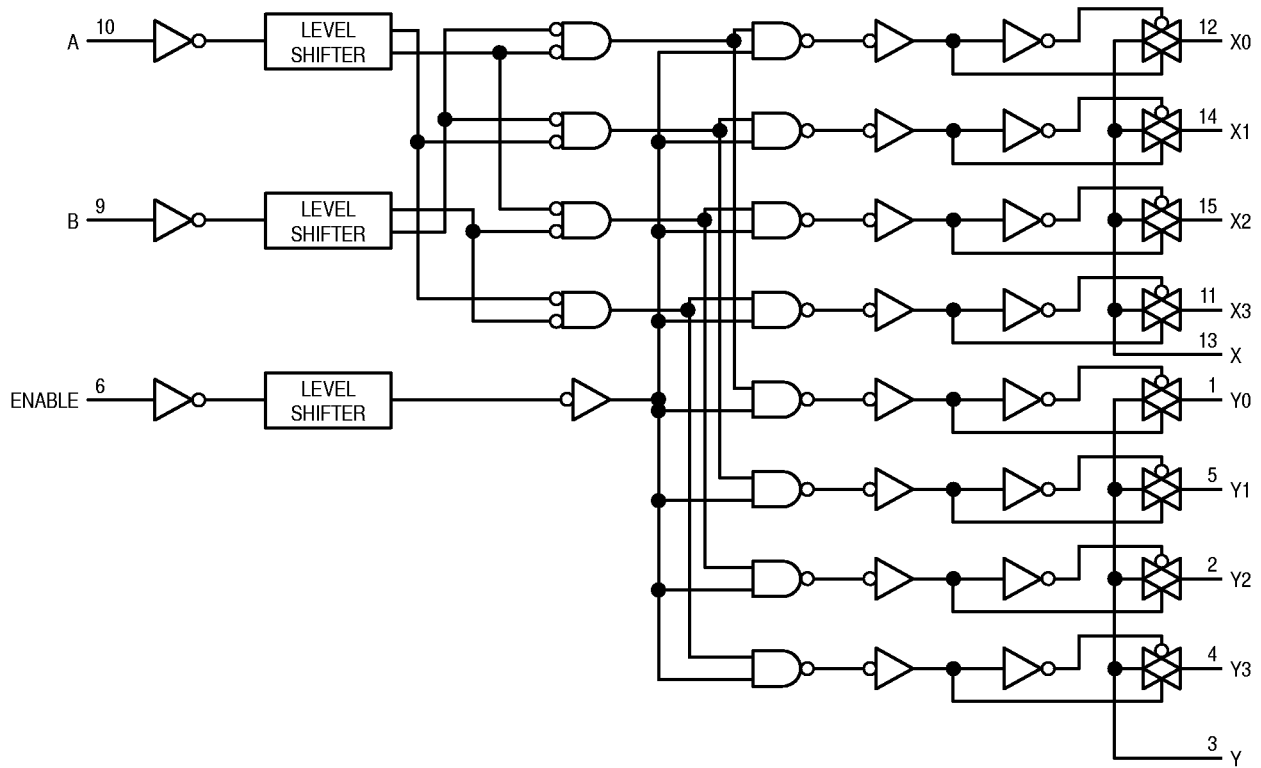 A 10 LEVEL SHIFTER 12 X0
14 X1
B 9 LEVEL SHIFTER 15 X2
11 X3
13 X
ENABLE 6 LEVEL SHIFTER 1 Y0
5 Y1
2 Y2
4 Y3
3 Y